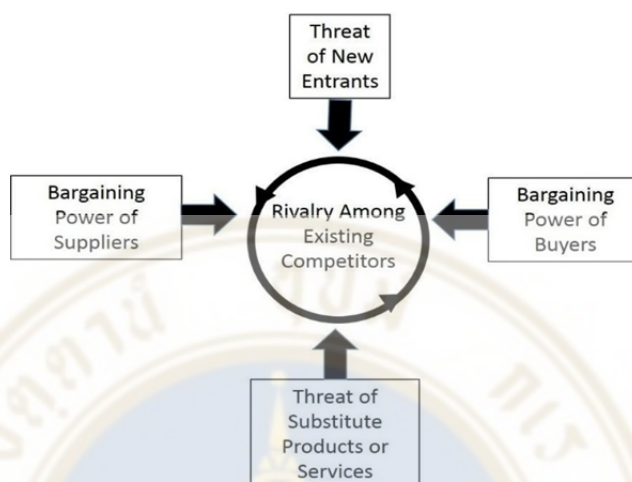 Threat
of New
Entrants
Bargaining
Power of
Suppliers
Rivalry Among
Existing
Competitors
Bargaining
Power of
Buyers
Threat of
Substitute
Products or
Services